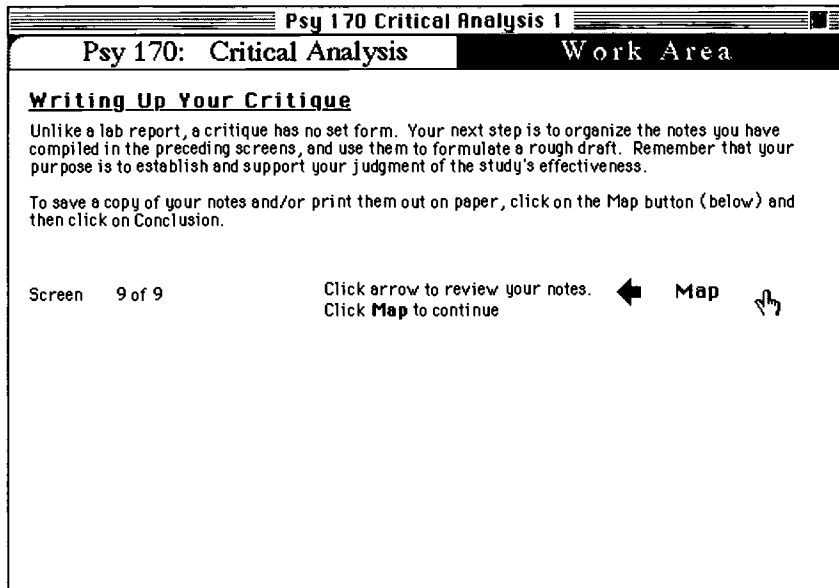 Psy 170 Critical Analysis 1
Psy 170: Critical Analysis
Work Area
Writing Up Your Critique
Unlike a lab report, a critique has no set form. Your next step is to organize the notes you have
compiled in the preceding screens, and use them to formulate a rough draft. Remember that your
purpose is to establish and support your judgment of the study's effectiveness.
To save a copy of your notes and/or print them out on paper, click on the Map button (below) and
then click on Conclusion.
Screen 9 of 9
Click arrow to review your notes.
Map
Click Map to continue